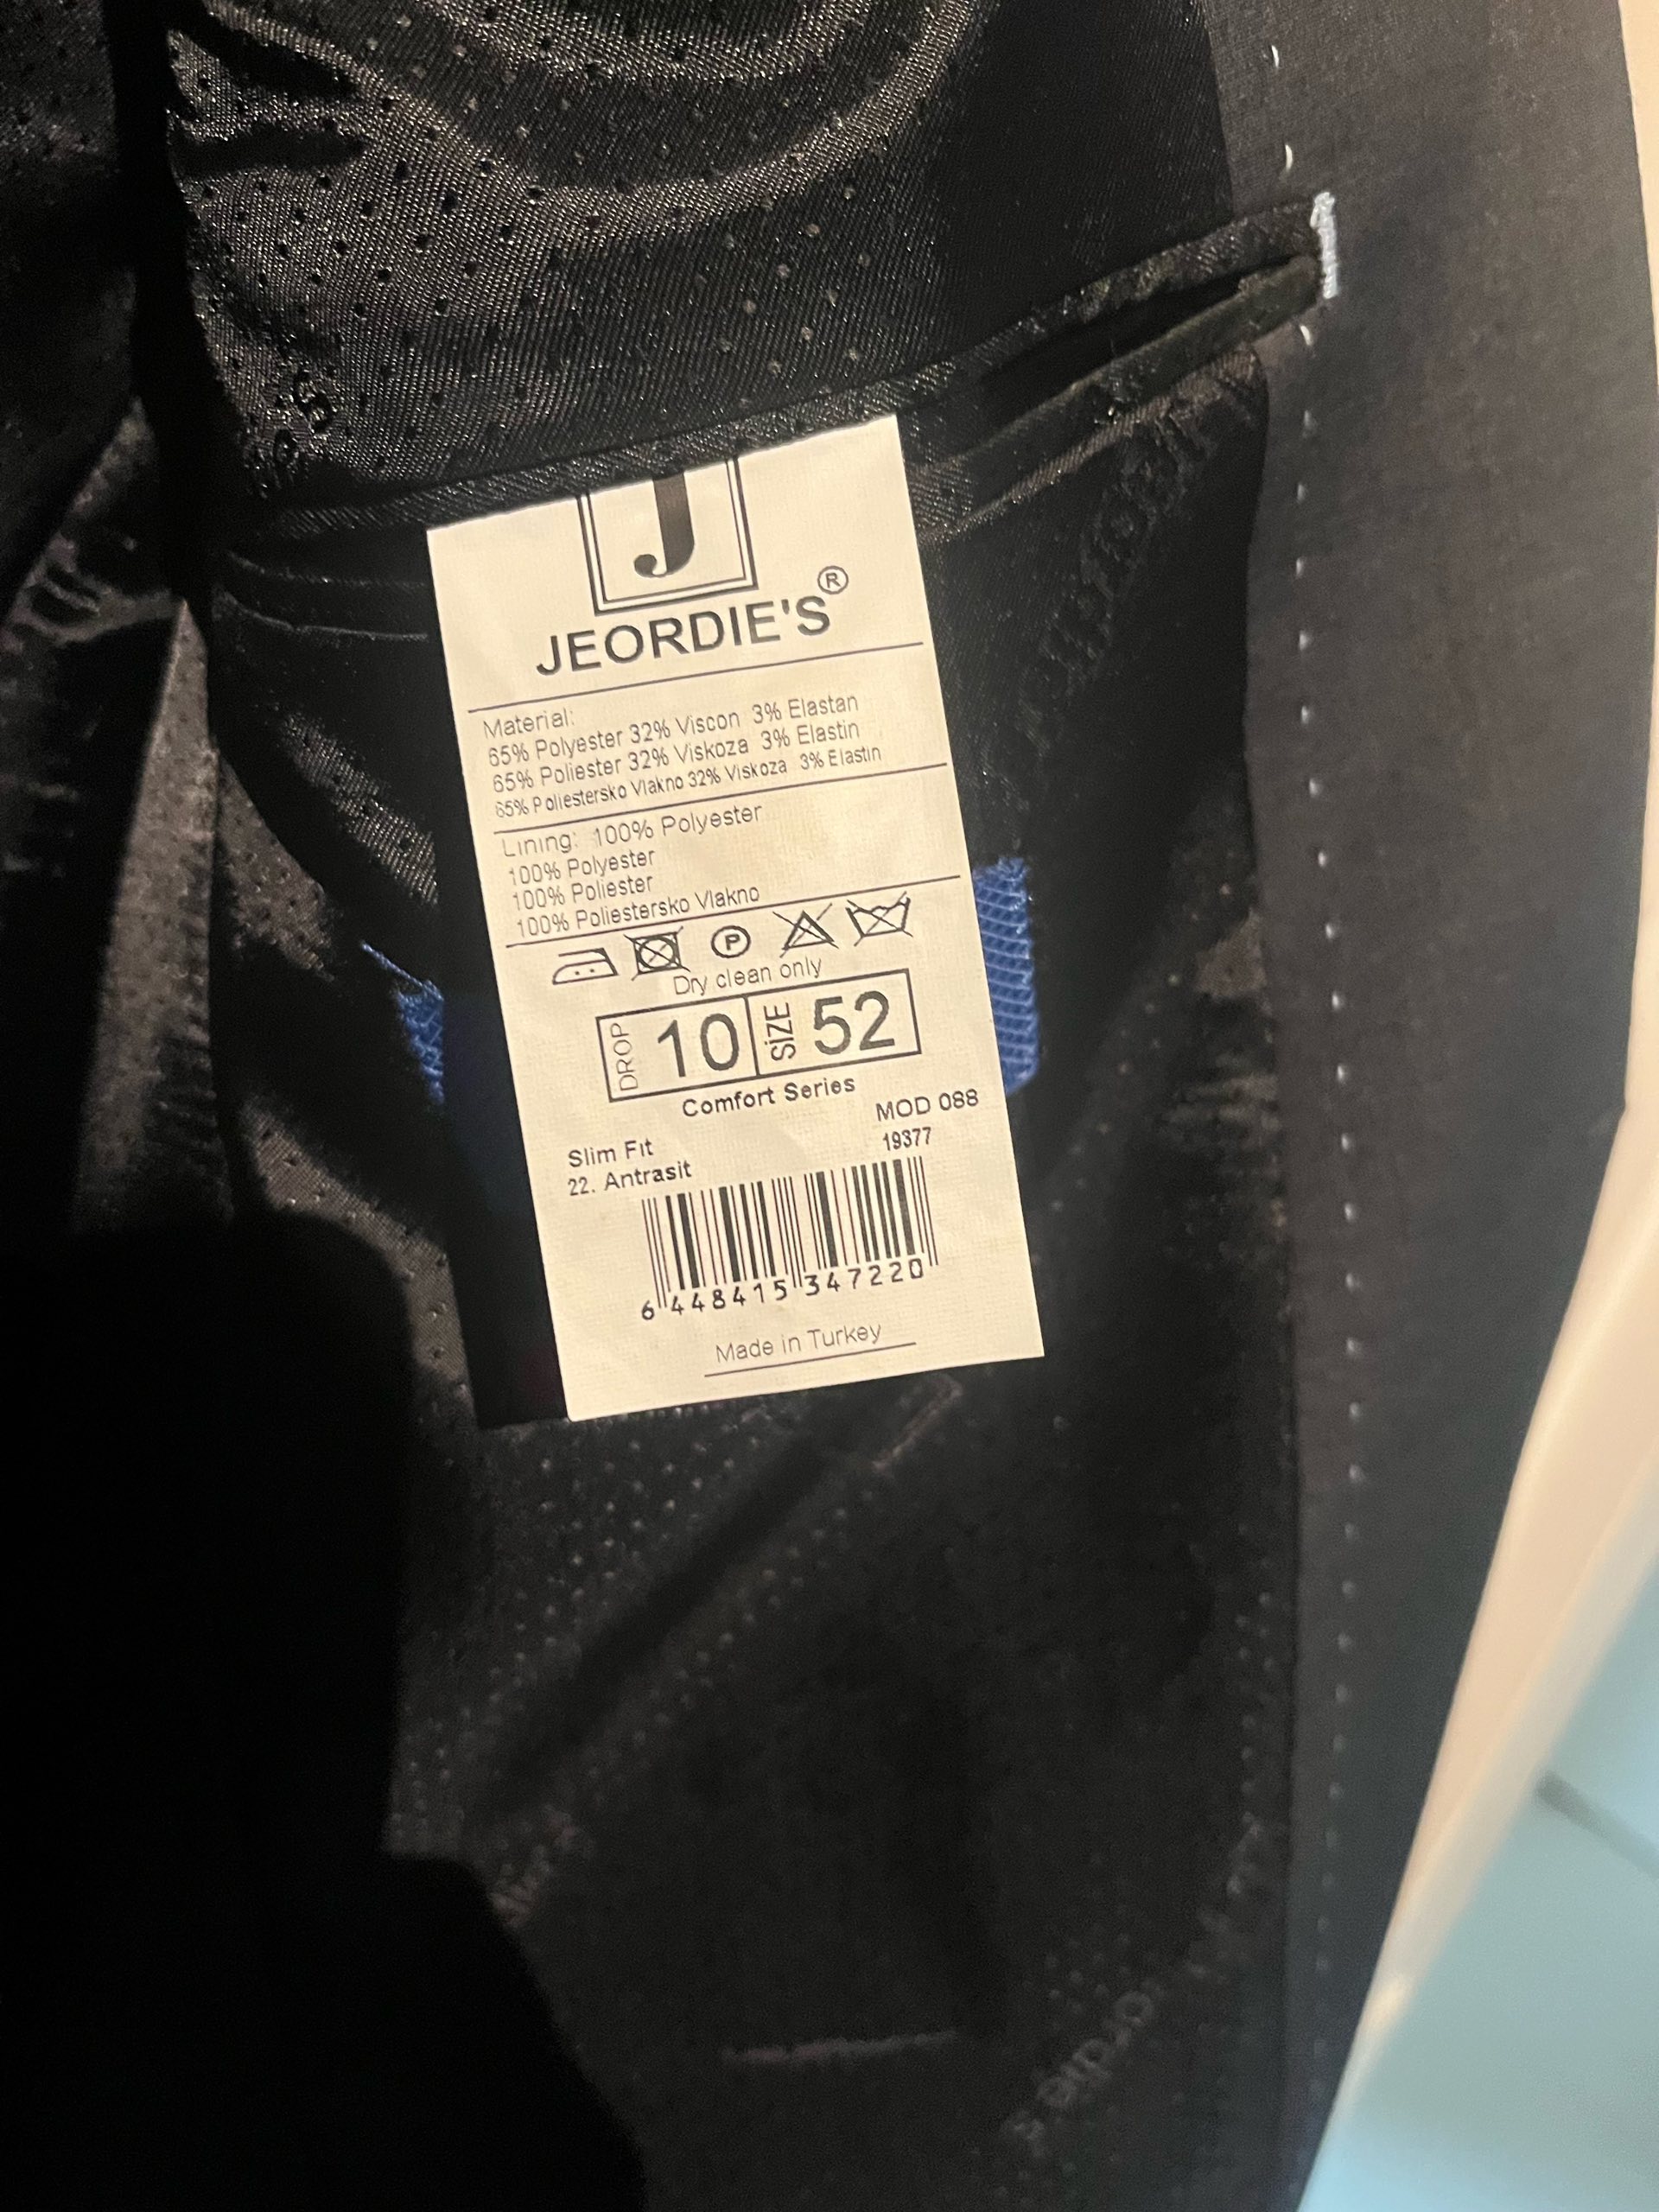 J
JEORDIE'S®
Material:
65% Polyester 32% Viscon 3% Elastan
65% Poliester 32% Viskoza 3% Elastin
65% Poliestersko Vlakno 32% Viskoza 3% Elastin
Lining: 100% Polyester
100% Polyester
100% Poliester
100% Poliestersko Vlakno
P
Dry clean only
DROP 10 SİZE 52
Comfort Series
MOD 088
Slim Fit 19377
22. Antrasit
6 448415 347220
Made in Turkey